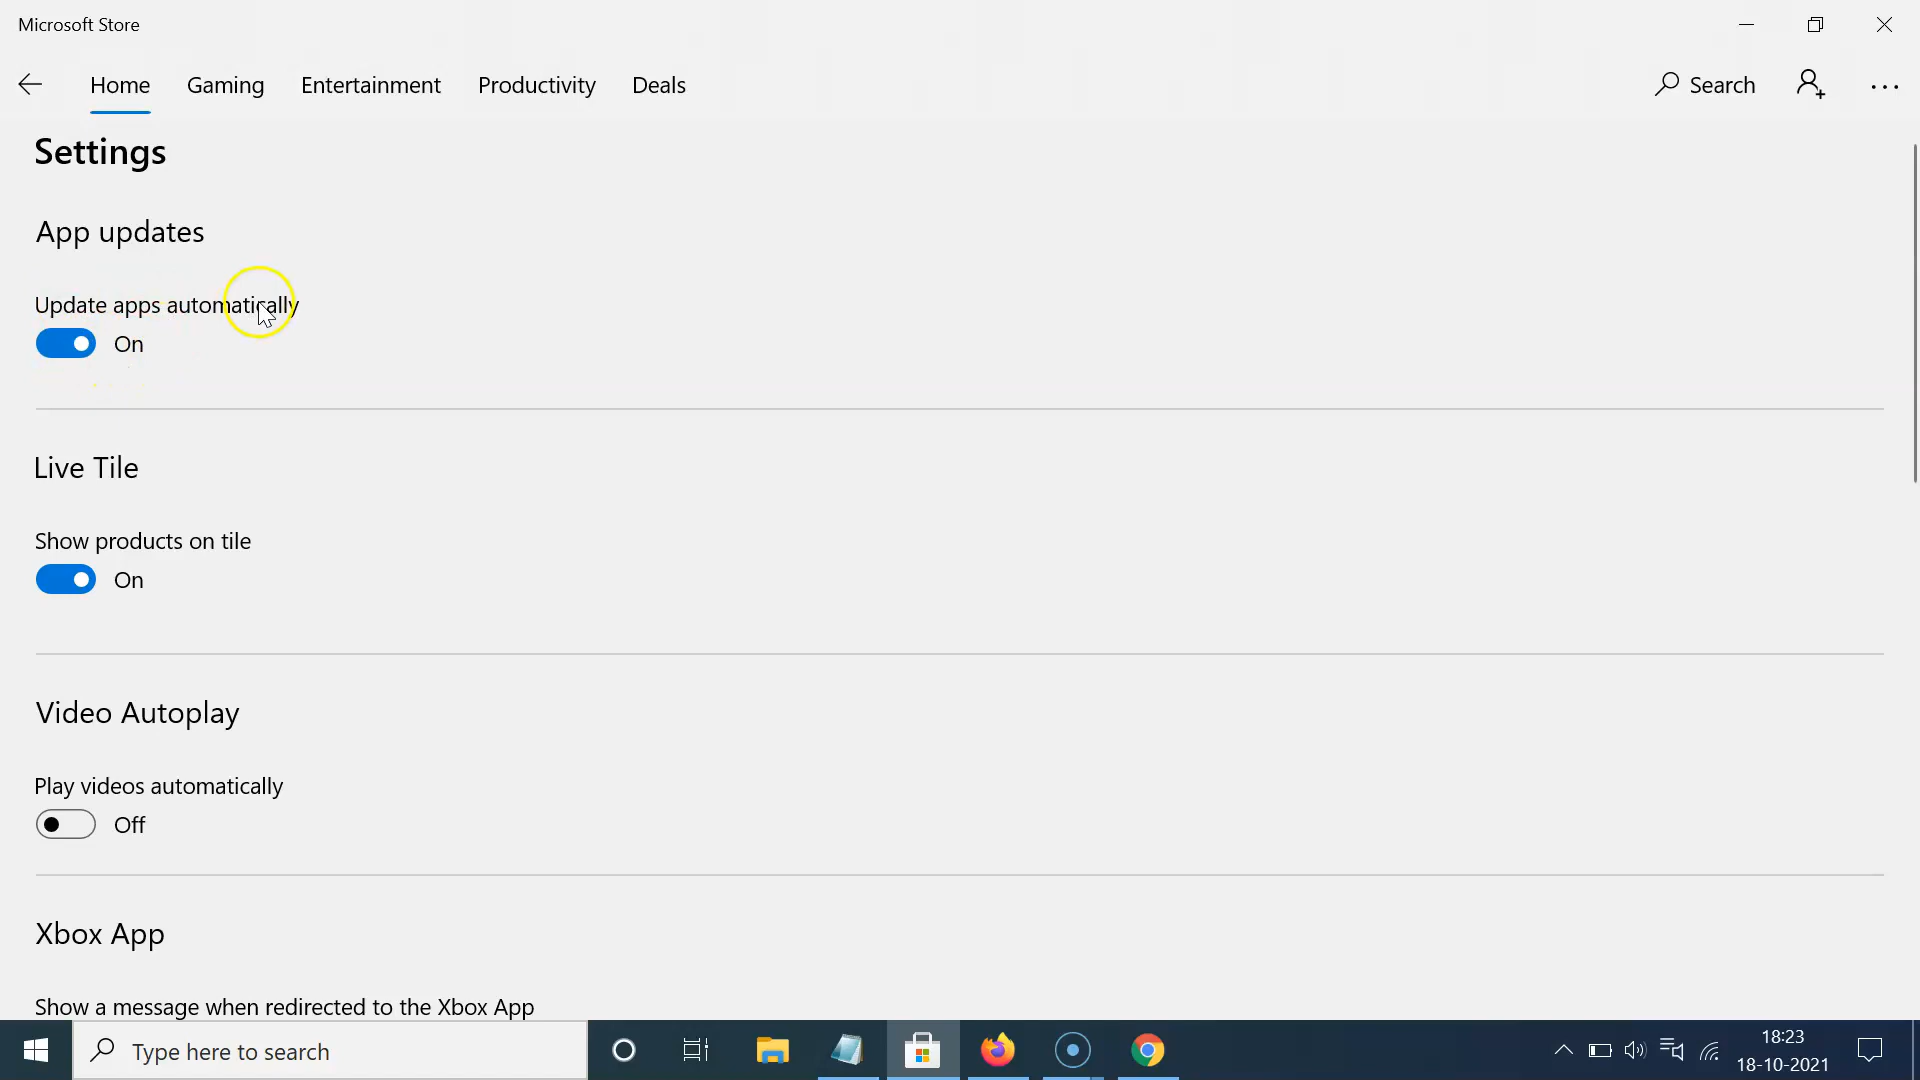 Microsoft Store
Home Gaming Entertainment Productivity Deals Search
Settings
App updates
Update apps automatically
On
Live Tile
Show products on tile
On
Video Autoplay
Play videos automatically
Off
Xbox App
Show a message when redirected to the Xbox App
Type here to search
18:23
18-10-2021